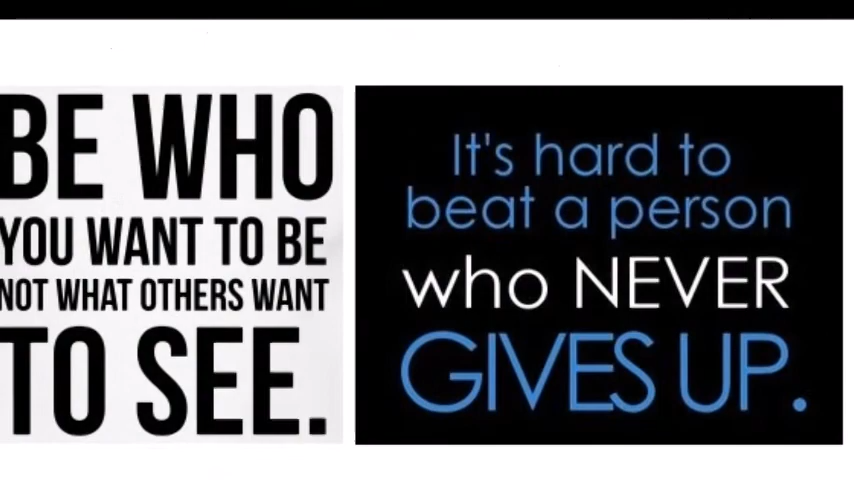 BE WHO
YOU WANT TO BE
NOT WHAT OTHERS WANT
TO SEE.
It's hard to
beat a person
who NEVER
GIVES UP.